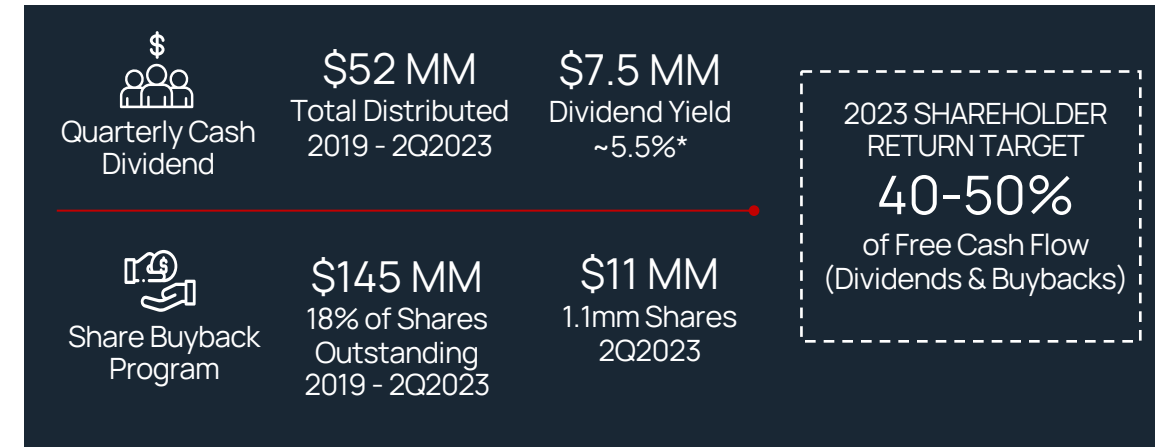 $
Quarterly Cash
Dividend
$52 MM
Total Distributed
2019 - 2Q2023
$7.5 MM
Dividend Yield
~5.5%*
$
Share Buyback
Program
$145 MM
18% of Shares
Outstanding
2019 - 2Q2023
$11 MM
1.1mm Shares
2Q2023
2023 SHAREHOLDER
RETURN TARGET
40-50%
of Free Cash Flow
(Dividends & Buybacks)